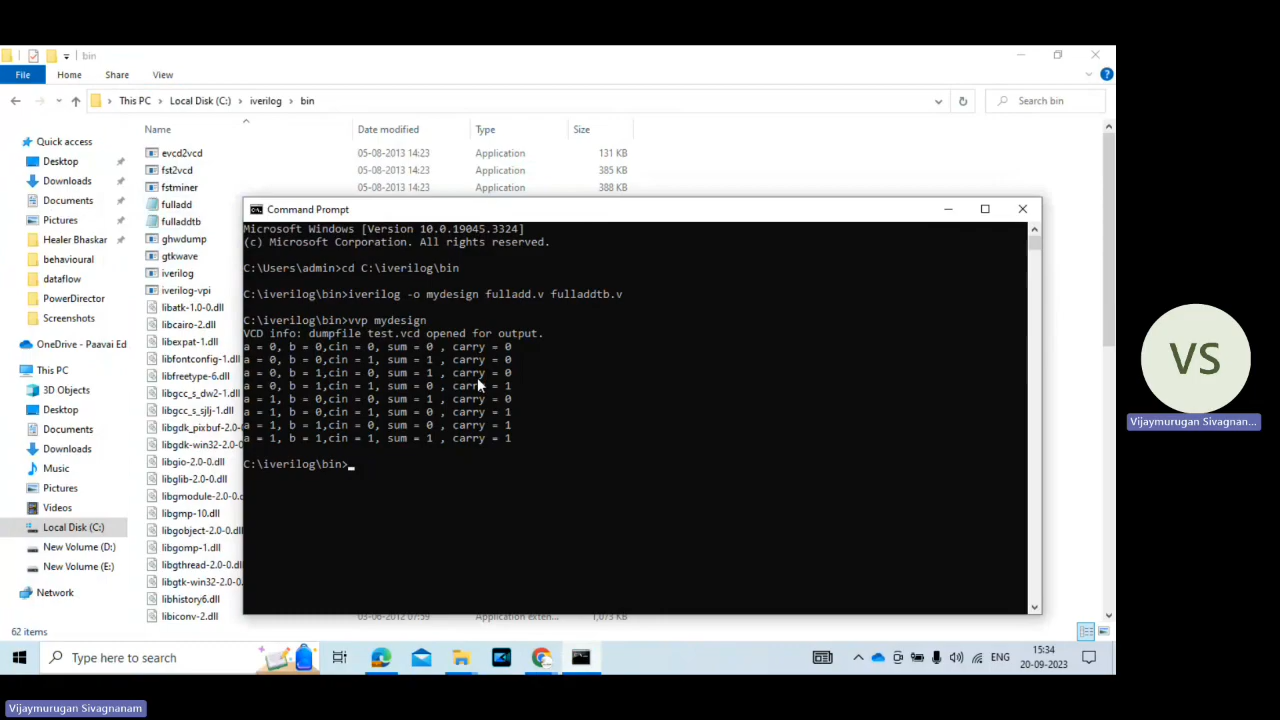 bin
File Home Share View
This PC Local Disk (C:) iverilog bin
Search bin
Name Date modified Type Size
Quick access
Desktop
Downloads
Documents
Pictures
Healer Bhaskar
behavioural
dataflow
PowerDirector
Screenshots
OneDrive - Paavai Ed
This PC
3D Objects
Desktop
Documents
Downloads
Music
Pictures
Videos
Local Disk (C:)
New Volume (D:)
New Volume (E:)
Network
evcd2vcd 05-08-2013 14:23 Application 131 KB
fst2vcd 05-08-2013 14:23 Application 385 KB
fstminer 05-08-2013 14:23 Application 388 KB
fulladd
fulladdtb
ghwdump
gtkwave
iverilog
iverilog-vpi
libatk-1.0-0.dll
libcairo-2.dll
libexpat-1.dll
libfontconfig-1.dll
libfreetype-6.dll
libgcc_s_dw2-1.
libgcc_s_sjlj-1.dll
libgdk_pixbuf-2.0
libgdk-win32-2.0-
libgio-2.0-0.dll
libglib-2.0-0.dll
libgmodule-2.0-0.
libgmp-10.dll
libgobject-2.0-0.
libgomp-1.dll
libgthread-2.0-0.
libgtk-win32-2.0-0.
libhistory6.dll
libiconv-2.dll 03-06-2012 07:59 Application exten... 1,073 KB
62 items
Command Prompt
Microsoft Windows [Version 10.0.19045.3324]
(c) Microsoft Corporation. All rights reserved.
C:\Users\admin>cd C:\iverilog\bin
C:\iverilog\bin>iverilog -o mydesign fulladd.v fulladdtb.v
C:\iverilog\bin>vvp mydesign
VCD info: dumpfile test.vcd opened for output.
a = 0, b = 0,cin = 0, sum = 0 , carry = 0
a = 0, b = 0,cin = 1, sum = 1 , carry = 0
a = 0, b = 1,cin = 0, sum = 1 , carry = 0
a = 0, b = 1,cin = 1, sum = 0 , carry = 1
a = 1, b = 0,cin = 0, sum = 1 , carry = 0
a = 1, b = 0,cin = 1, sum = 0 , carry = 1
a = 1, b = 1,cin = 0, sum = 0 , carry = 1
a = 1, b = 1,cin = 1, sum = 1 , carry = 1
C:\iverilog\bin>
VS
Vijaymurugan Sivagnan...
Type here to search
ENG
15:34
20-09-2023
Vijaymurugan Sivagnanam